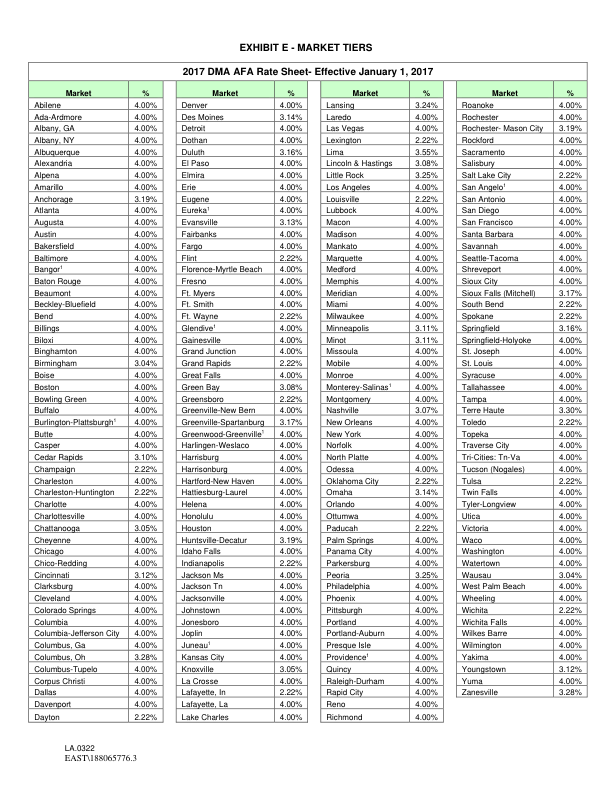 EXHIBIT E - MARKET TIERS
2017 DMA AFA Rate Sheet- Effective January 1, 2017
Market %
Abilene 4.00%
Ada-Ardmore 4.00%
Albany, GA 4.00%
Albany, NY 4.00%
Albuquerque 4.00%
Alexandria 4.00%
Alpena 4.00%
Amarillo 4.00%
Anchorage 3.19%
Atlanta 4.00%
Augusta 4.00%
Austin 4.00%
Bakersfield 4.00%
Baltimore 4.00%
Bangor¹ 4.00%
Baton Rouge 4.00%
Beaumont 4.00%
Beckley-Bluefield 4.00%
Bend 4.00%
Billings 4.00%
Biloxi 4.00%
Binghamton 4.00%
Birmingham 3.04%
Boise 4.00%
Boston 4.00%
Bowling Green 4.00%
Buffalo 4.00%
Burlington-Plattsburgh¹ 4.00%
Butte 4.00%
Casper 4.00%
Cedar Rapids 3.10%
Champaign 2.22%
Charleston 4.00%
Charleston-Huntington 2.22%
Charlotte 4.00%
Charlottesville 4.00%
Chattanooga 3.05%
Cheyenne 4.00%
Chicago 4.00%
Chico-Redding 4.00%
Cincinnati 3.12%
Clarksburg 4.00%
Cleveland 4.00%
Colorado Springs 4.00%
Columbia 4.00%
Columbia-Jefferson City 4.00%
Columbus, Ga 4.00%
Columbus, Oh 3.28%
Columbus-Tupelo 4.00%
Corpus Christi 4.00%
Dallas 4.00%
Davenport 4.00%
Dayton 2.22%
Market %
Denver 4.00%
Des Moines 3.14%
Detroit 4.00%
Dothan 4.00%
Duluth 3.16%
El Paso 4.00%
Elmira 4.00%
Erie 4.00%
Eugene 4.00%
Eureka¹ 4.00%
Evansville 3.13%
Fairbanks 4.00%
Fargo 4.00%
Flint 2.22%
Florence-Myrtle Beach 4.00%
Fresno 4.00%
Ft. Myers 4.00%
Ft. Smith 4.00%
Ft. Wayne 2.22%
Glendive¹ 4.00%
Gainesville 4.00%
Grand Junction 4.00%
Grand Rapids 2.22%
Great Falls 4.00%
Green Bay 3.08%
Greensboro 2.22%
Greenville-New Bern 4.00%
Greenville-Spartanburg 3.17%
Greenwood-Greenville¹ 4.00%
Harlingen-Weslaco 4.00%
Harrisburg 4.00%
Harrisonburg 4.00%
Hartford-New Haven 4.00%
Hattiesburg-Laurel 4.00%
Helena 4.00%
Honolulu 4.00%
Houston 4.00%
Huntsville-Decatur 3.19%
Idaho Falls 4.00%
Indianapolis 2.22%
Jackson Ms 4.00%
Jackson Tn 4.00%
Jacksonville 4.00%
Johnstown 4.00%
Jonesboro 4.00%
Joplin 4.00%
Juneau¹ 4.00%
Kansas City 4.00%
Knoxville 3.05%
La Crosse 4.00%
Lafayette, In 2.22%
Lafayette, La 4.00%
Lake Charles 4.00%
Market %
Lansing 3.24%
Laredo 4.00%
Las Vegas 4.00%
Lexington 2.22%
Lima 3.55%
Lincoln & Hastings 3.08%
Little Rock 3.25%
Los Angeles 4.00%
Louisville 2.22%
Lubbock 4.00%
Macon 4.00%
Madison 4.00%
Mankato 4.00%
Marquette 4.00%
Medford 4.00%
Memphis 4.00%
Meridian 4.00%
Miami 4.00%
Milwaukee 4.00%
Minneapolis 3.11%
Minot 3.11%
Missoula 4.00%
Mobile 4.00%
Monroe 4.00%
Monterey-Salinas¹ 4.00%
Montgomery 4.00%
Nashville 3.07%
New Orleans 4.00%
New York 4.00%
Norfolk 4.00%
North Platte 4.00%
Odessa 4.00%
Oklahoma City 2.22%
Omaha 3.14%
Orlando 4.00%
Ottumwa 4.00%
Paducah 2.22%
Palm Springs 4.00%
Panama City 4.00%
Parkersburg 4.00%
Peoria 3.25%
Philadelphia 4.00%
Phoenix 4.00%
Pittsburgh 4.00%
Portland 4.00%
Portland-Auburn 4.00%
Presque Isle 4.00%
Providence¹ 4.00%
Quincy 4.00%
Raleigh-Durham 4.00%
Rapid City 4.00%
Reno 4.00%
Richmond 4.00%
Market %
Roanoke 4.00%
Rochester 4.00%
Rochester- Mason City 3.19%
Rockford 4.00%
Sacramento 4.00%
Salisbury 4.00%
Salt Lake City 2.22%
San Angelo¹ 4.00%
San Antonio 4.00%
San Diego 4.00%
San Francisco 4.00%
Santa Barbara 4.00%
Savannah 4.00%
Seattle-Tacoma 4.00%
Shreveport 4.00%
Sioux City 4.00%
Sioux Falls (Mitchell) 3.17%
South Bend 2.22%
Spokane 2.22%
Springfield 3.16%
Springfield-Holyoke 4.00%
St. Joseph 4.00%
St. Louis 4.00%
Syracuse 4.00%
Tallahassee 4.00%
Tampa 4.00%
Terre Haute 3.30%
Toledo 2.22%
Topeka 4.00%
Traverse City 4.00%
Tri-Cities: Tn-Va 4.00%
Tucson (Nogales) 4.00%
Tulsa 2.22%
Twin Falls 4.00%
Tyler-Longview 4.00%
Utica 4.00%
Victoria 4.00%
Waco 4.00%
Washington 4.00%
Watertown 4.00%
Wausau 3.04%
West Palm Beach 4.00%
Wheeling 4.00%
Wichita 2.22%
Wichita Falls 4.00%
Wilkes Barre 4.00%
Wilmington 4.00%
Yakima 4.00%
Youngstown 3.12%
Yuma 4.00%
Zanesville 3.28%
LA.0322
EAST\188065776.3